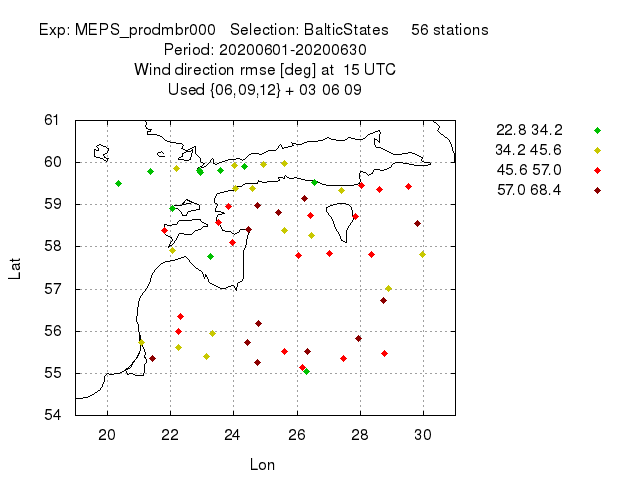 Exp: MEPS_prodmbr000 Selection: BalticStates 56 stations
Period: 20200601-20200630
Wind direction rmse [deg] at 15 UTC
Used {06,09,12} + 03 06 09
22.8 34.2
34.2 45.6
45.6 57.0
57.0 68.4
61
60
59
58
57
56
55
54
Lat
20 22 24 26 28 30
Lon